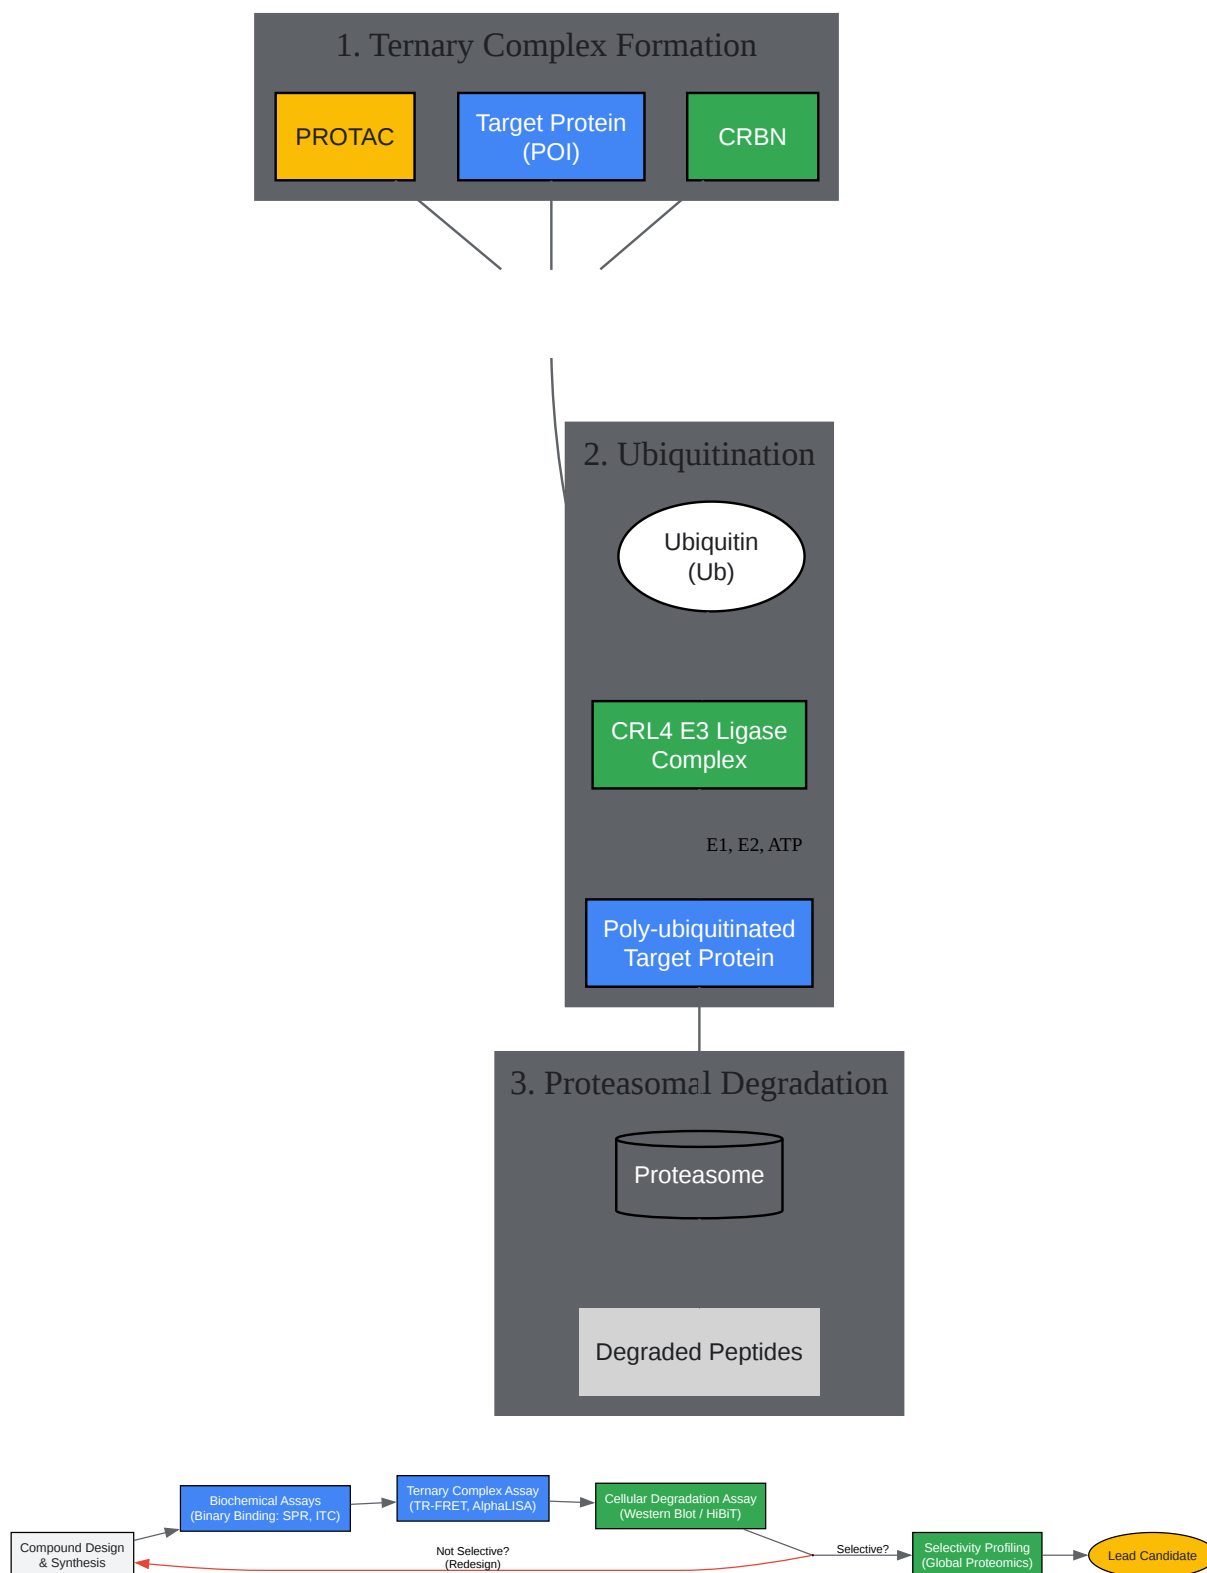 1. Ternary Complex Formation
PROTAC
Target Protein
(POI)
CRBN
2. Ubiquitination
Ubiquitin
(Ub)
CRL4 E3 Ligase
Complex
E1, E2, ATP
Poly-ubiquitinated
Target Protein
3. Proteasomal Degradation
Proteasome
Degraded Peptides
Compound Design
& Synthesis
Biochemical Assays
(Binary Binding: SPR, ITC)
Ternary Complex Assay
(TR-FRET, AlphaLISA)
Cellular Degradation Assay
(Western Blot / HiBiT)
Not Selective?
(Redesign)
Selective?
Selectivity Profiling
(Global Proteomics)
Lead Candidate